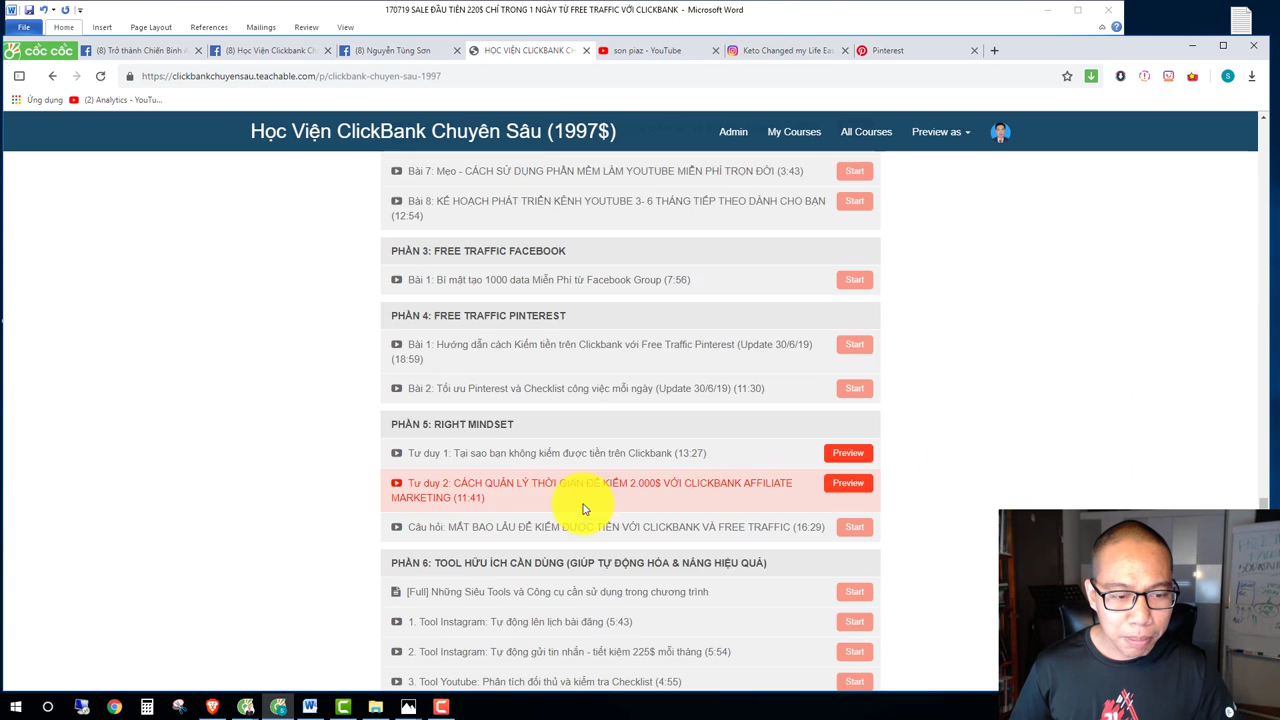 170719 SALE ĐẦU TIÊN 220$ CHỈ TRONG 1 NGÀY TỪ FREE TRAFFIC VỚI CLICKBANK - Microsoft Word
File Home Insert Page Layout References Mailings Review View
cốc cốc (8) Trở thành Chiến Binh A (8) Học Viện Clickbank Ch (8) Nguyễn Tùng Sơn HỌC VIỆN CLICKBANK CH son piaz - YouTube Keto Changed my Life Eas Pinterest
https://clickbankchuyensau.teachable.com/p/clickbank-chuyen-sau-1997
Ứng dụng (2) Analytics - YouTu...
Học Viện ClickBank Chuyên Sâu (1997$) Admin My Courses All Courses Preview as
Bài 7: Mẹo - CÁCH SỬ DỤNG PHẦN MỀM LÀM YOUTUBE MIỄN PHÍ TRỌN ĐỜI (3:43) Start
Bài 8: KẾ HOẠCH PHÁT TRIỂN KÊNH YOUTUBE 3- 6 THÁNG TIẾP THEO DÀNH CHO BẠN Start
(12:54)
PHẦN 3: FREE TRAFFIC FACEBOOK
Bài 1: Bí mật tạo 1000 data Miễn Phí từ Facebook Group (7:56) Start
PHẦN 4: FREE TRAFFIC PINTEREST
Bài 1: Hướng dẫn cách Kiếm tiền trên Clickbank với Free Traffic Pinterest (Update 30/6/19) Start
(18:59)
Bài 2: Tối ưu Pinterest và Checklist công việc mỗi ngày (Update 30/6/19) (11:30) Start
PHẦN 5: RIGHT MINDSET
Tư duy 1: Tại sao bạn không kiếm được tiền trên Clickbank (13:27) Preview
Tư duy 2: CÁCH QUẢN LÝ THỜI GIAN ĐỂ KIẾM 2.000$ VỚI CLICKBANK AFFILIATE Preview
MARKETING (11:41)
Câu hỏi: MẤT BAO LÂU ĐỂ KIẾM ĐƯỢC TIỀN VỚI CLICKBANK VÀ FREE TRAFFIC (16:29) Start
PHẦN 6: TOOL HỮU ÍCH CẦN DÙNG (GIÚP TỰ ĐỘNG HÓA & NÂNG HIỆU QUẢ)
[Full] Những Siêu Tools và Công cụ cần sử dụng trong chương trình Start
1. Tool Instagram: Tự động lên lịch bài đăng (5:43) Start
2. Tool Instagram: Tự động gửi tin nhắn - tiết kiệm 225$ mỗi tháng (5:54) Start
3. Tool Youtube: Phân tích đối thủ và kiểm tra Checklist (4:55) Start